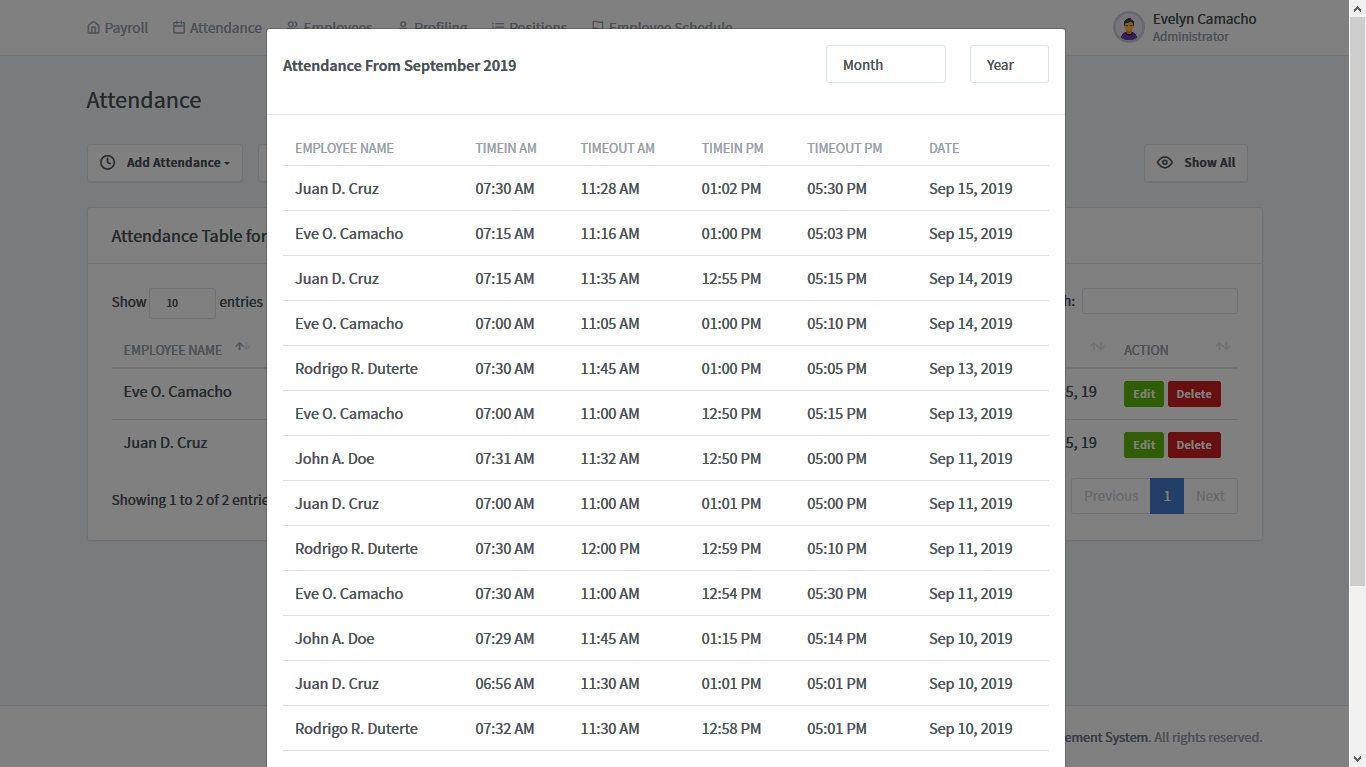 Payroll Attendance Employees Profiling Positions Employee Schedule
Evelyn Camacho
Administrator
Attendance From September 2019 Month Year
Attendance
Add Attendance Show All
Attendance Table for
Show 10 entries h:
EMPLOYEE NAME ACTION
Eve O. Camacho 5, 19 Edit Delete
Juan D. Cruz 5, 19 Edit Delete
Showing 1 to 2 of 2 entrie Previous 1 Next
EMPLOYEE NAME TIMEIN AM TIMEOUT AM TIMEIN PM TIMEOUT PM DATE
Juan D. Cruz 07:30 AM 11:28 AM 01:02 PM 05:30 PM Sep 15, 2019
Eve O. Camacho 07:15 AM 11:16 AM 01:00 PM 05:03 PM Sep 15, 2019
Juan D. Cruz 07:15 AM 11:35 AM 12:55 PM 05:15 PM Sep 14, 2019
Eve O. Camacho 07:00 AM 11:05 AM 01:00 PM 05:10 PM Sep 14, 2019
Rodrigo R. Duterte 07:30 AM 11:45 AM 01:00 PM 05:05 PM Sep 13, 2019
Eve O. Camacho 07:00 AM 11:00 AM 12:50 PM 05:15 PM Sep 13, 2019
John A. Doe 07:31 AM 11:32 AM 12:50 PM 05:00 PM Sep 11, 2019
Juan D. Cruz 07:00 AM 11:00 AM 01:01 PM 05:00 PM Sep 11, 2019
Rodrigo R. Duterte 07:30 AM 12:00 PM 12:59 PM 05:10 PM Sep 11, 2019
Eve O. Camacho 07:30 AM 11:00 AM 12:54 PM 05:30 PM Sep 11, 2019
John A. Doe 07:29 AM 11:45 AM 01:15 PM 05:14 PM Sep 10, 2019
Juan D. Cruz 06:56 AM 11:30 AM 01:01 PM 05:01 PM Sep 10, 2019
Rodrigo R. Duterte 07:32 AM 11:30 AM 12:58 PM 05:01 PM Sep 10, 2019
ement System. All rights reserved.